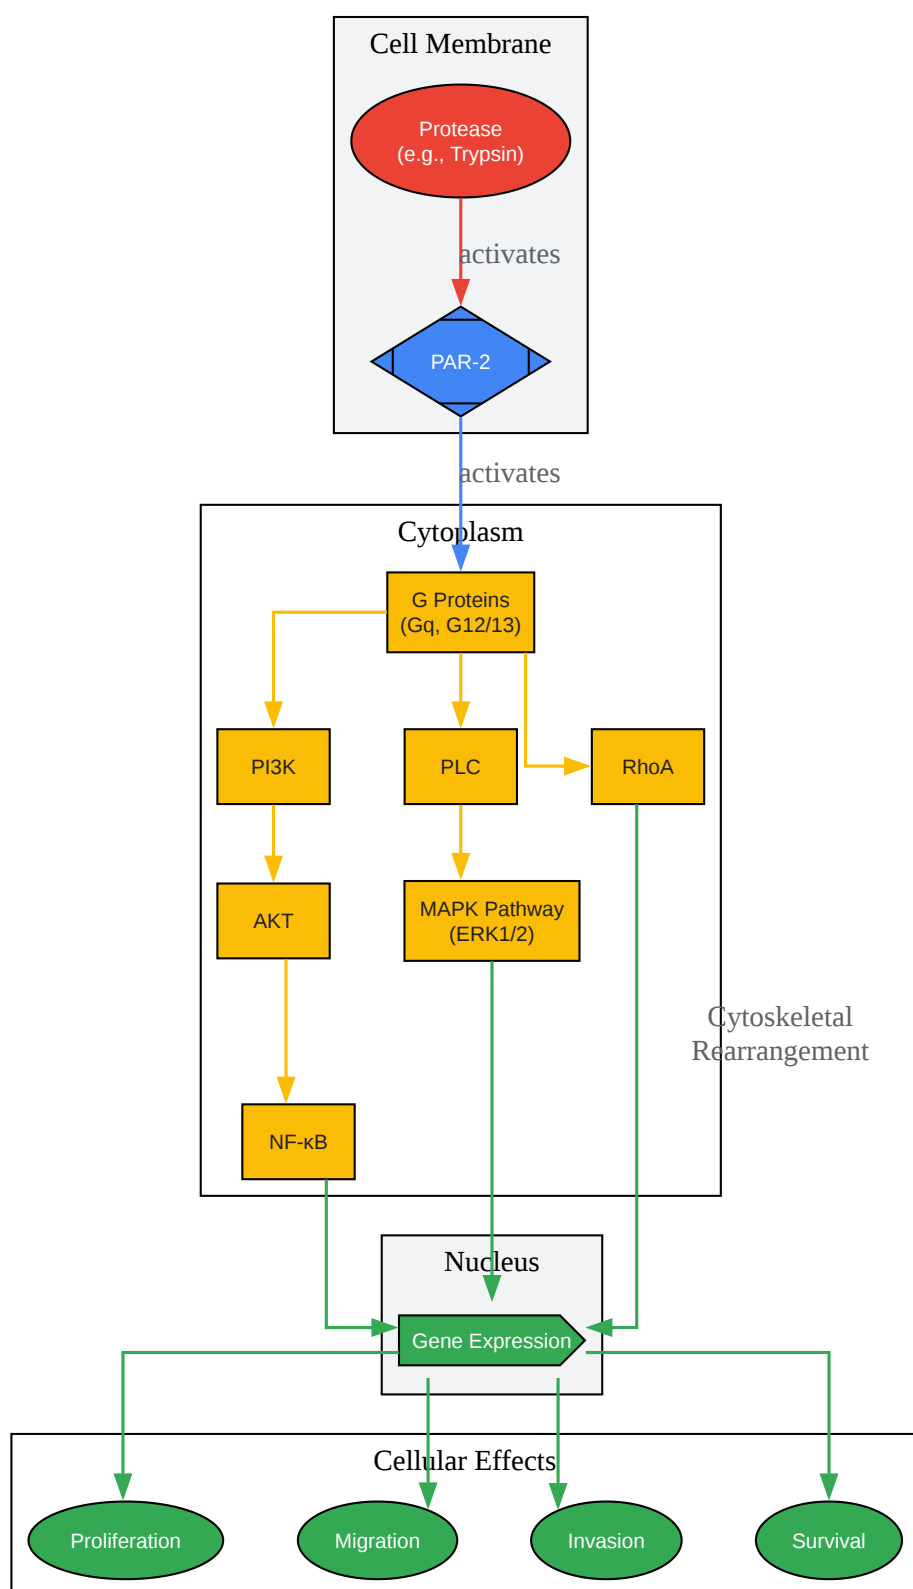 Cell Membrane
Protease
(e.g., Trypsin)
activates
PAR-2
activates
Cytoplasm
G Proteins
(Gq, G12/13)
PI3K
PLC
RhoA
AKT
MAPK Pathway
(ERK1/2)
Cytoskeletal
Rearrangement
NF-κB
Nucleus
Gene Expression
Cellular Effects
Proliferation
Migration
Invasion
Survival